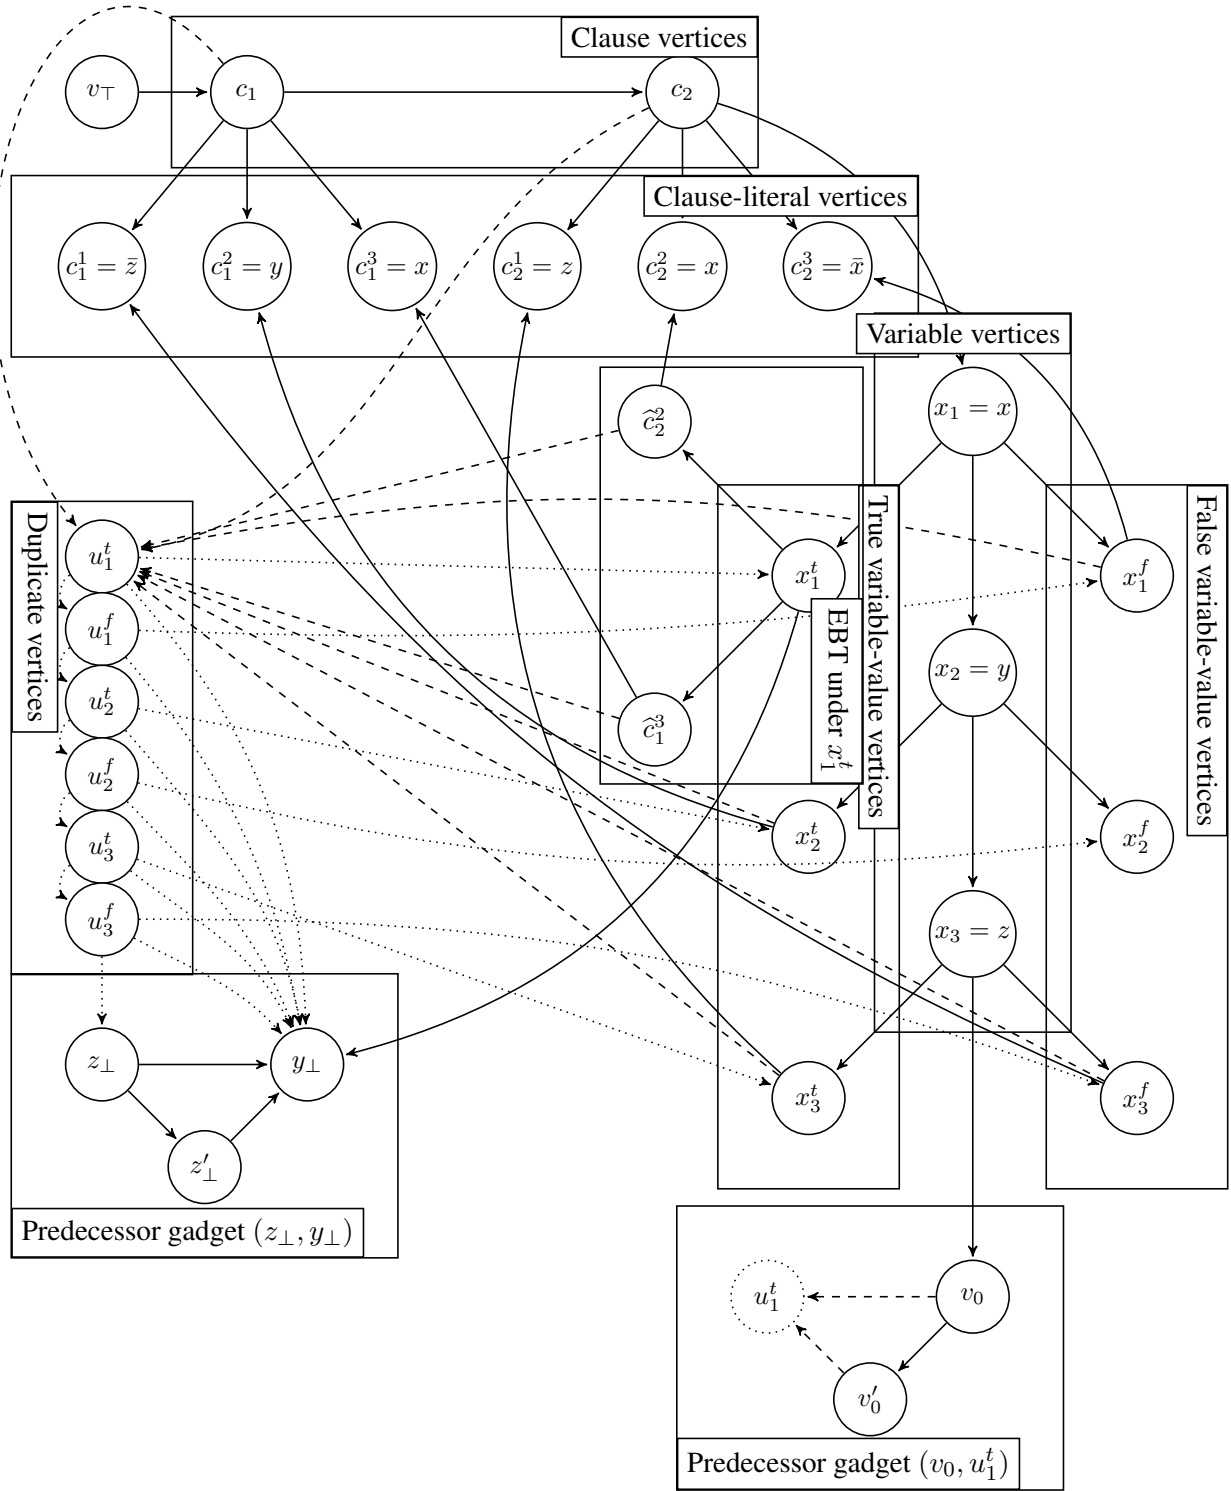 Clause vertices
v⊤
c₁
c₂
Clause-literal vertices
c₁¹ = z̄
c₁² = y
c₁³ = x
c₂¹ = z
c₂² = x
c₂³ = x̄
Variable vertices
x₁ = x
ĉ₂²
Duplicate vertices
True variable-value vertices
False variable-value vertices
u₁ᵗ
x₁ᵗ
x₁ᶠ
EBT under x₁ᵗ
u₁ᶠ
x₂ = y
u₂ᵗ
ĉ₁³
u₂ᶠ
x₂ᵗ
x₂ᶠ
u₃ᵗ
u₃ᶠ
x₃ = z
z⊥
y⊥
x₃ᵗ
x₃ᶠ
z′⊥
Predecessor gadget (z⊥, y⊥)
u₁ᵗ
v₀
v′₀
Predecessor gadget (v₀, u₁ᵗ)